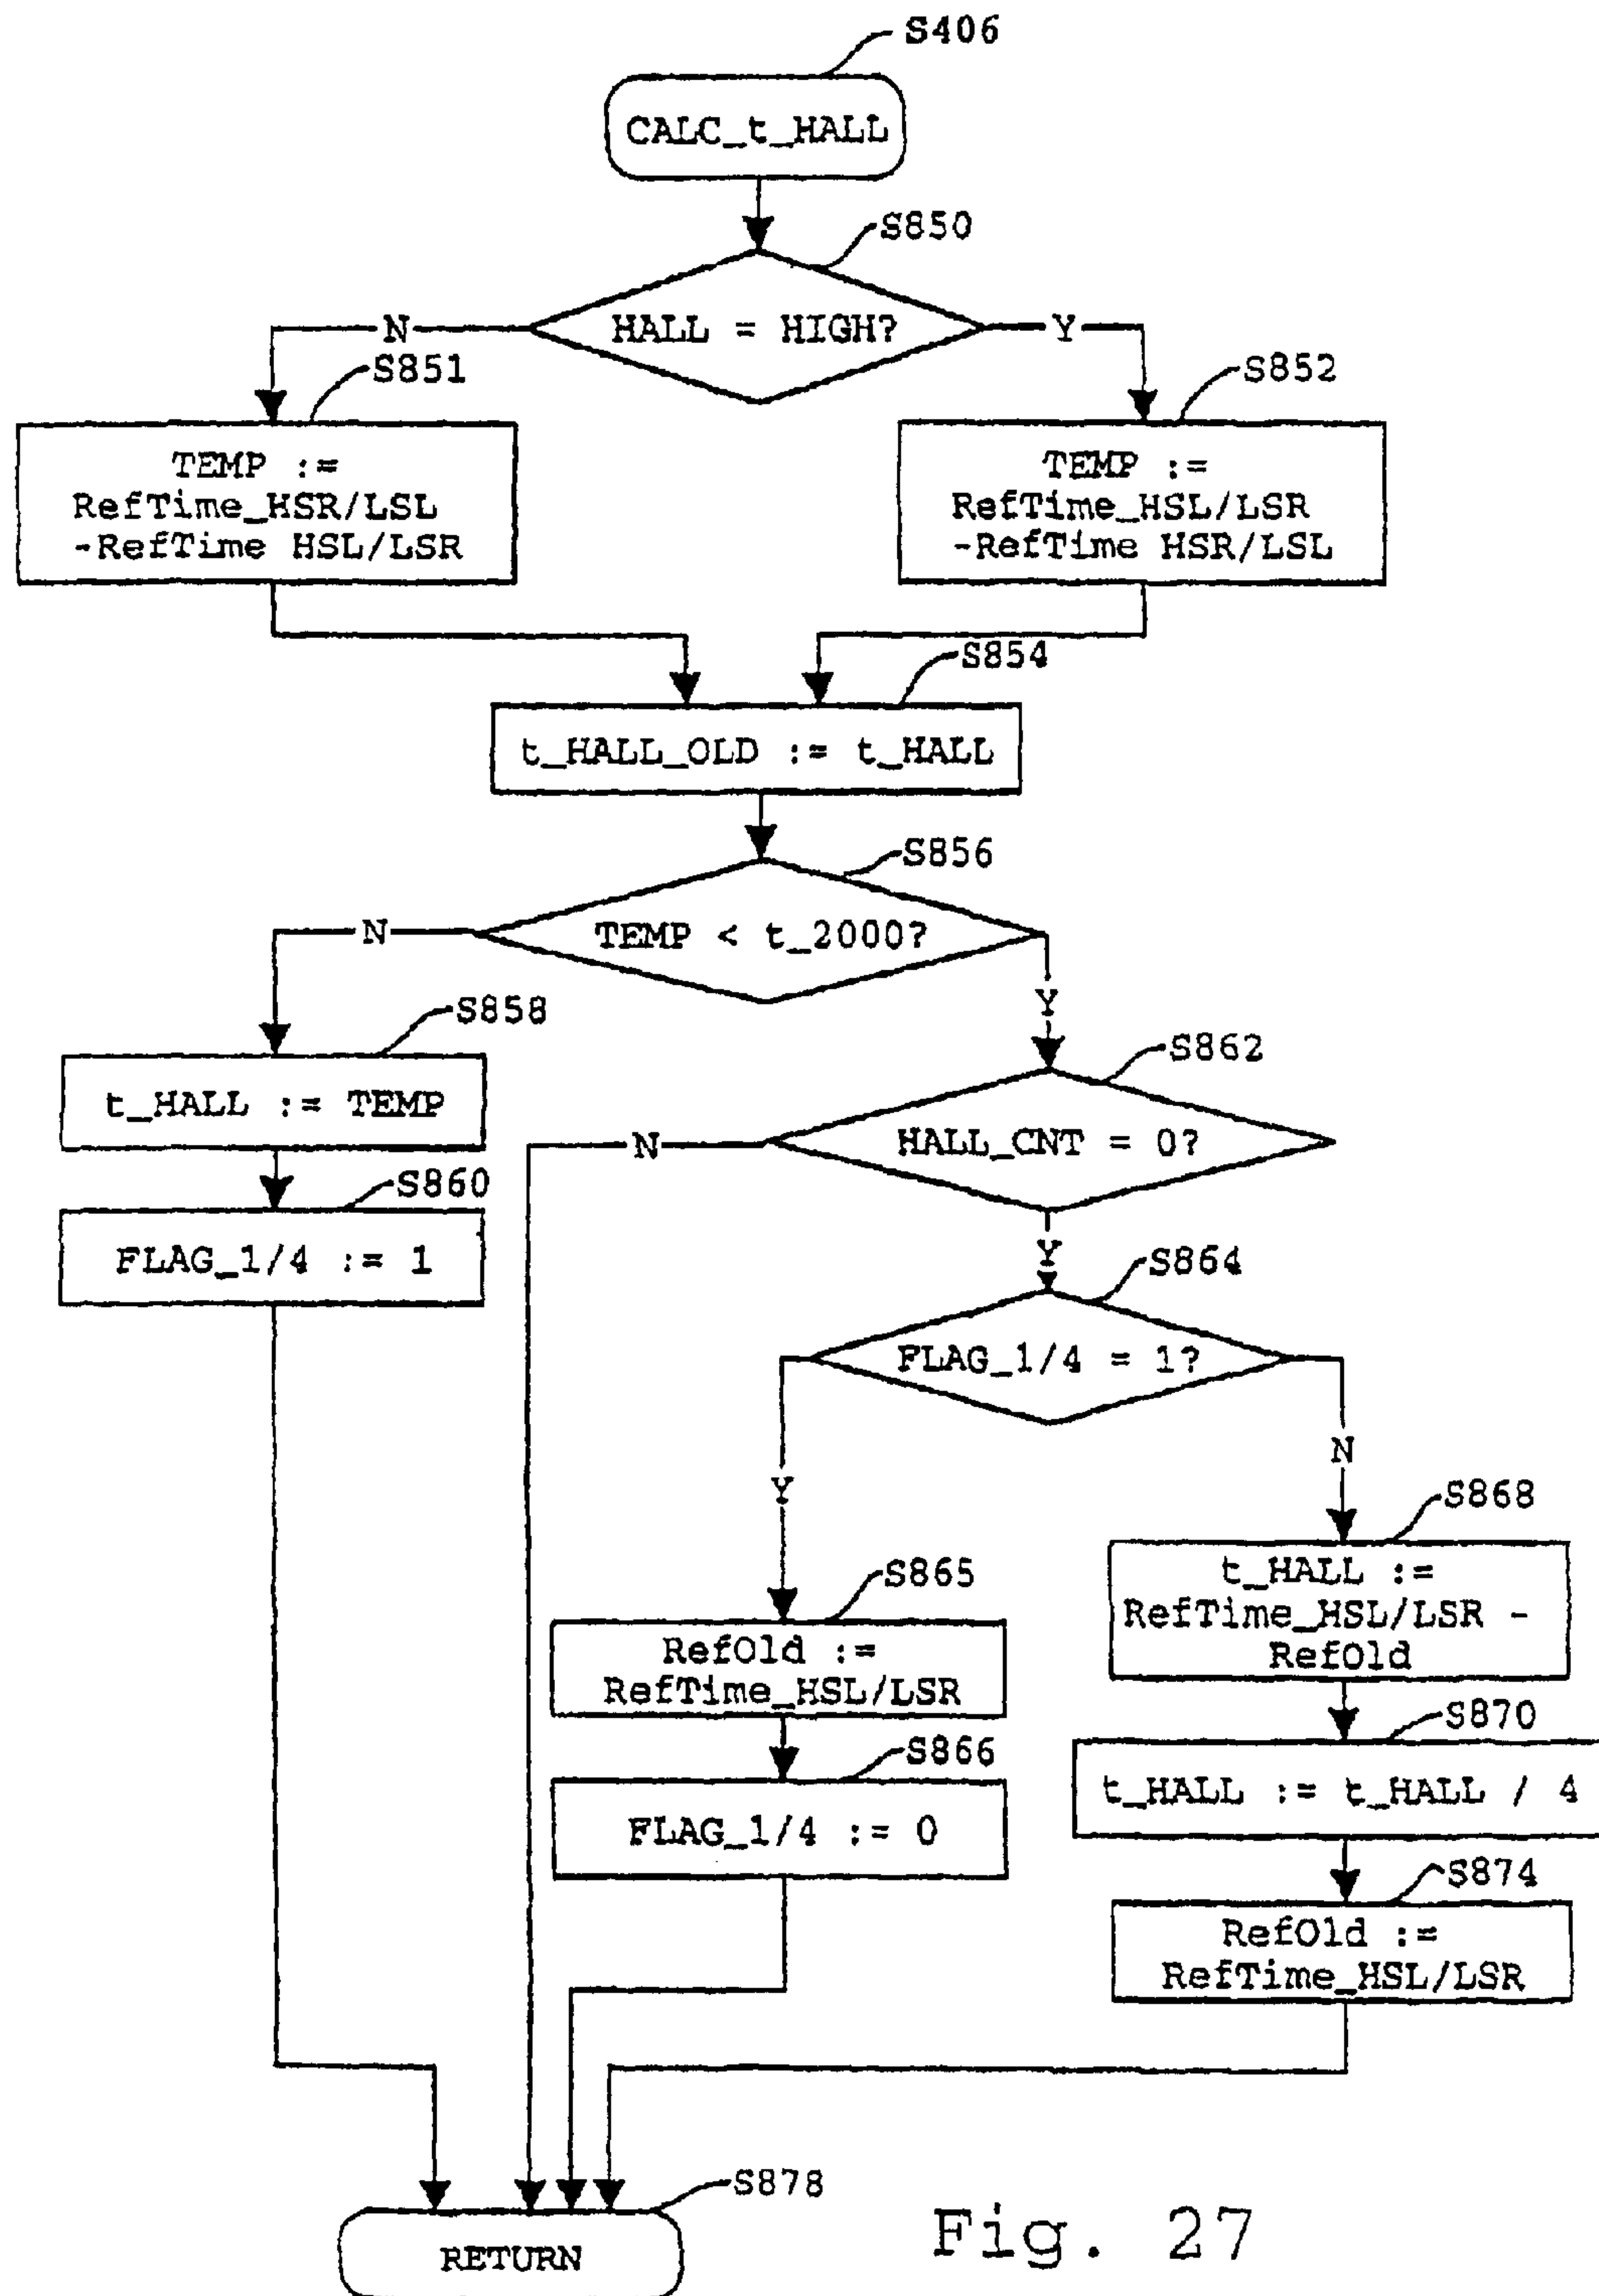 S406
CALC_t_HALL
S850
HALL = HIGH?
N
Y
S851
S852
TEMP :=
RefTime_HSR/LSL
-RefTime HSL/LSR
TEMP :=
RefTime_HSL/LSR
-RefTime HSR/LSL
S854
t_HALL_OLD := t_HALL
S856
TEMP < t_2000?
N
Y
S858
t_HALL := TEMP
S862
HALL_CNT = 0?
N
Y
S860
FLAG_1/4 := 1
S864
FLAG_1/4 = 1?
Y
N
S865
RefOld :=
RefTime_HSL/LSR
S868
t_HALL :=
RefTime_HSL/LSR -
RefOld
S866
FLAG_1/4 := 0
S870
t_HALL := t_HALL / 4
S874
RefOld :=
RefTime_HSL/LSR
S878
RETURN
Fig. 27